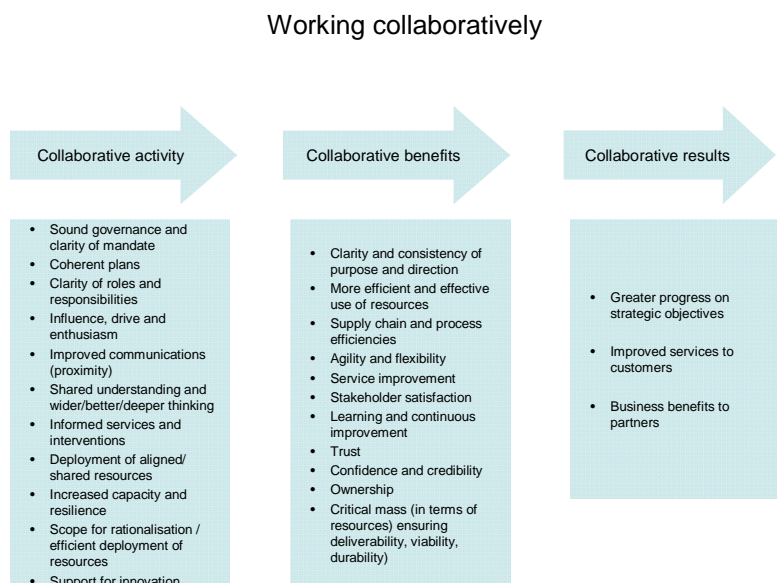 Working collaboratively
Collaborative activity
• Sound governance and
clarity of mandate
• Coherent plans
• Clarity of roles and
responsibilities
• Influence, drive and
enthusiasm
• Improved communications
(proximity)
• Shared understanding and
wider/better/deeper thinking
• Informed services and
interventions
• Deployment of aligned/
shared resources
• Increased capacity and
resilience
• Scope for rationalisation /
efficient deployment of
resources
• Support for innovation
Collaborative benefits
• Clarity and consistency of
purpose and direction
• More efficient and effective
use of resources
• Supply chain and process
efficiencies
• Agility and flexibility
• Service improvement
• Stakeholder satisfaction
• Learning and continuous
improvement
• Trust
• Confidence and credibility
• Ownership
• Critical mass (in terms of
resources) ensuring
deliverability, viability,
durability)
Collaborative results
• Greater progress on
strategic objectives
• Improved services to
customers
• Business benefits to
partners